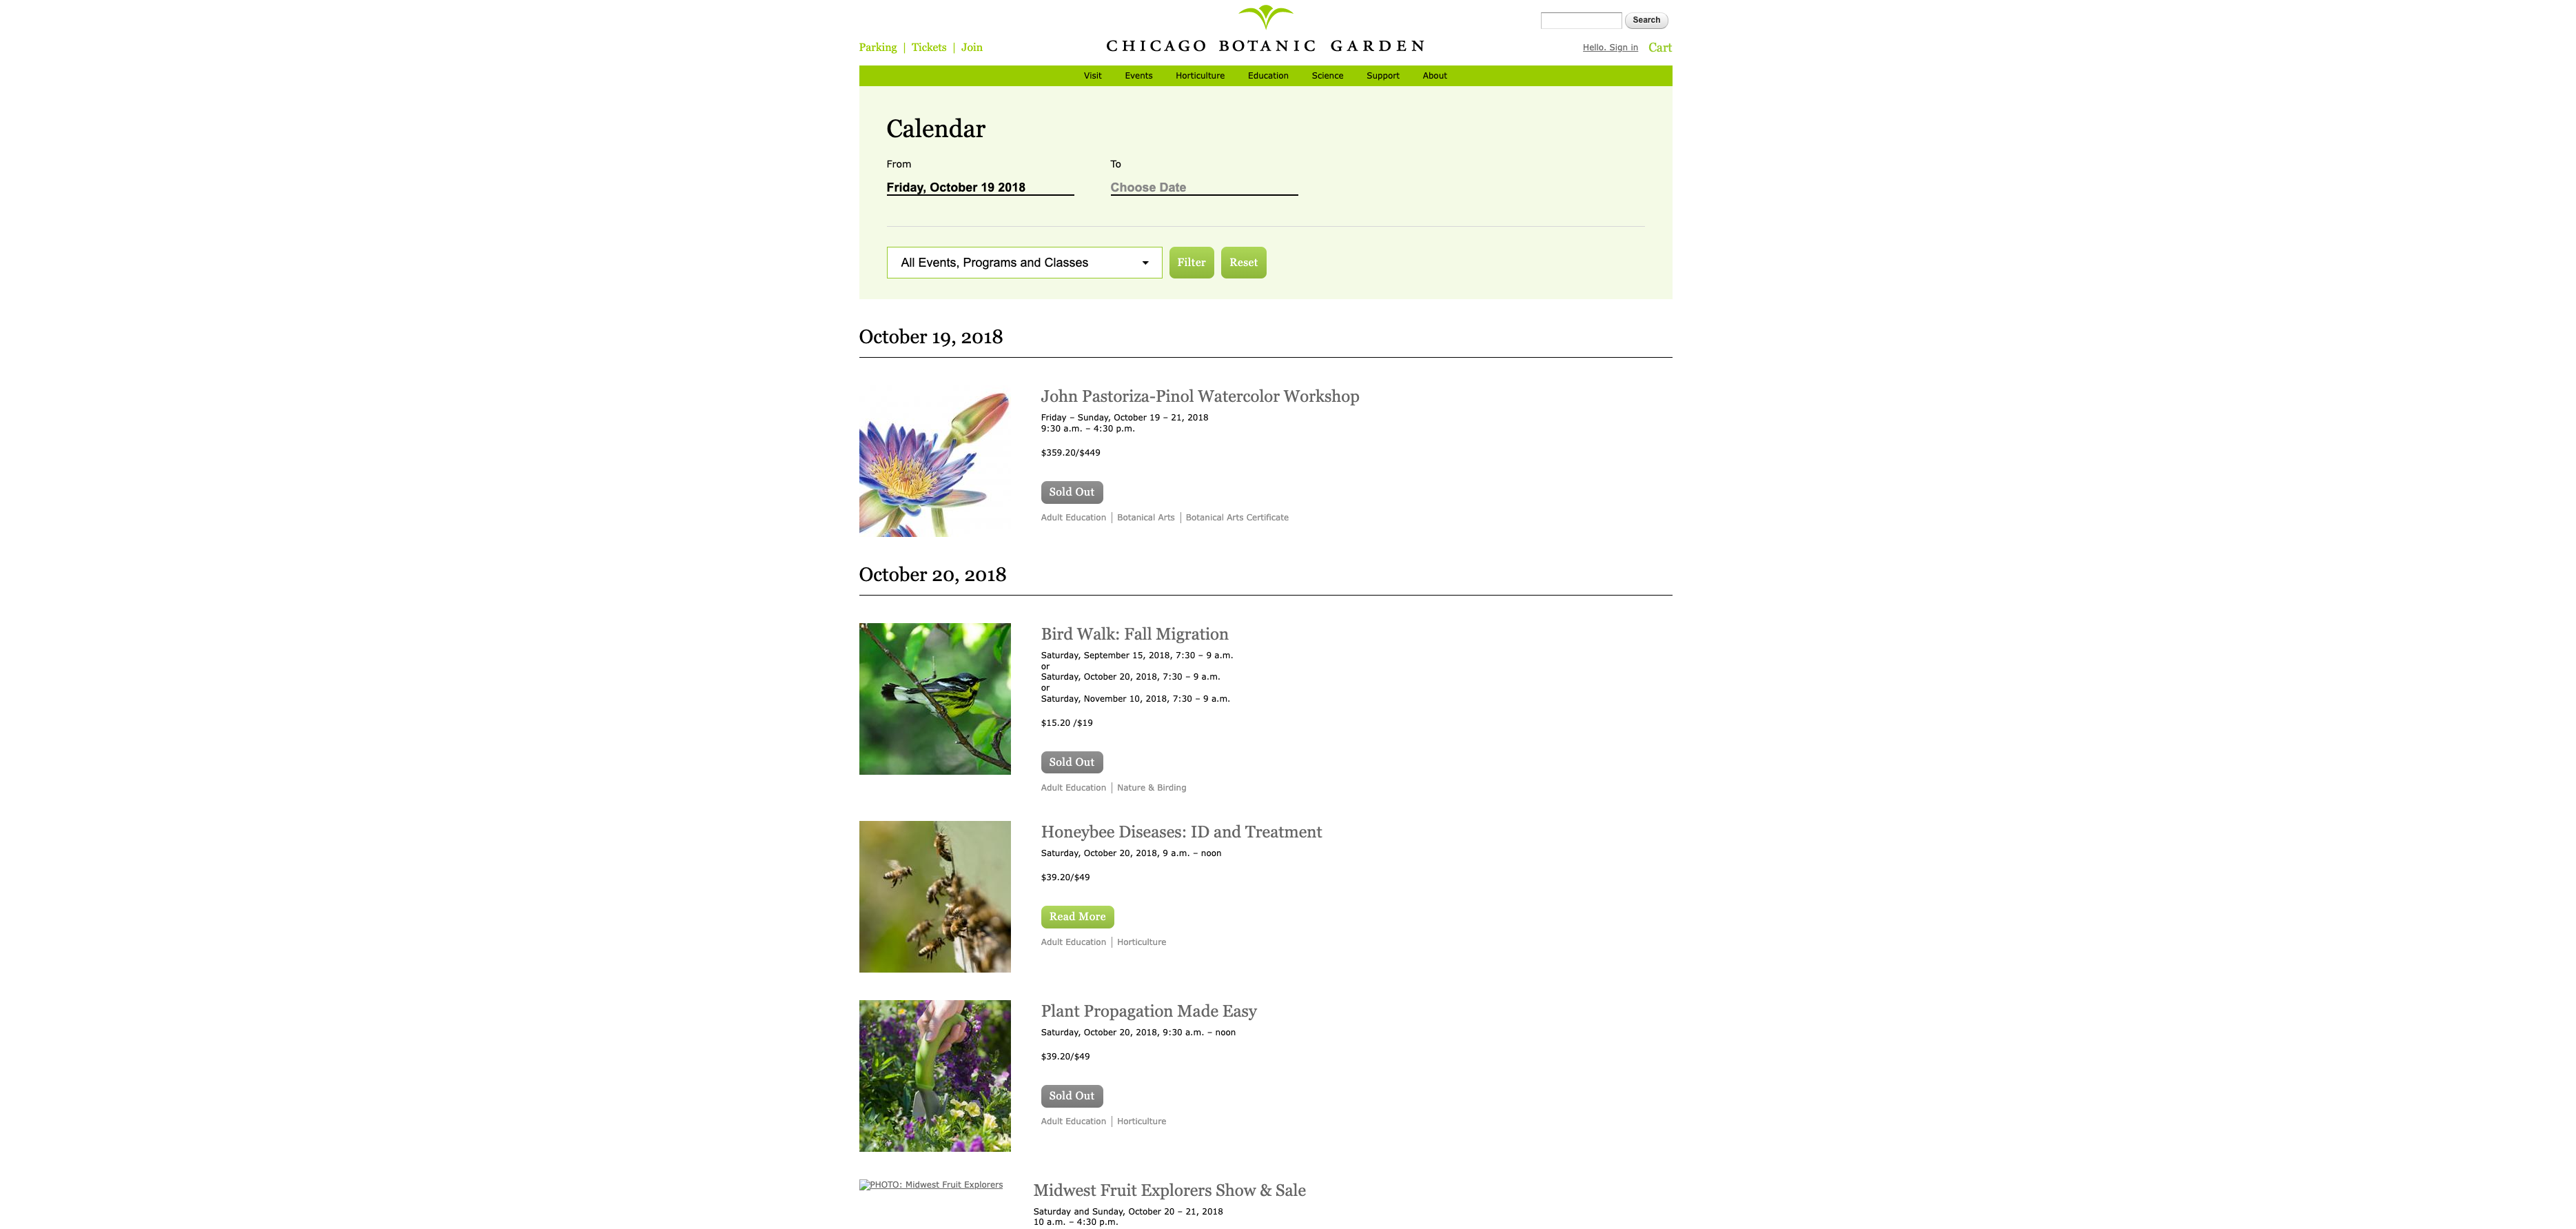 Search
Parking | Tickets | Join
CHICAGO BOTANIC GARDEN
Hello. Sign in Cart
Visit Events Horticulture Education Science Support About
Calendar
From To
Friday, October 19 2018 Choose Date
All Events, Programs and Classes Filter Reset
October 19, 2018
John Pastoriza-Pinol Watercolor Workshop
Friday – Sunday, October 19 – 21, 2018
9:30 a.m. – 4:30 p.m.
$359.20/$449
Sold Out
Adult Education | Botanical Arts | Botanical Arts Certificate
October 20, 2018
Bird Walk: Fall Migration
Saturday, September 15, 2018, 7:30 – 9 a.m.
or
Saturday, October 20, 2018, 7:30 – 9 a.m.
or
Saturday, November 10, 2018, 7:30 – 9 a.m.
$15.20 /$19
Sold Out
Adult Education | Nature & Birding
Honeybee Diseases: ID and Treatment
Saturday, October 20, 2018, 9 a.m. – noon
$39.20/$49
Read More
Adult Education | Horticulture
Plant Propagation Made Easy
Saturday, October 20, 2018, 9:30 a.m. – noon
$39.20/$49
Sold Out
Adult Education | Horticulture
PHOTO: Midwest Fruit Explorers
Midwest Fruit Explorers Show & Sale
Saturday and Sunday, October 20 – 21, 2018
10 a.m. – 4:30 p.m.